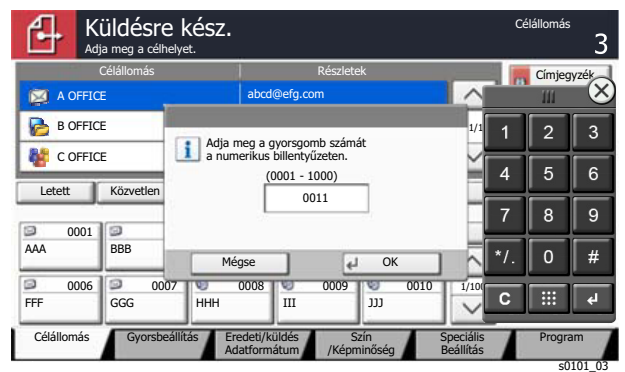 Küldésre kész.
Adja meg a célhelyet.
Célállomás
3
Célállomás
Részletek
Címjegyzék
A OFFICE
abcd@efg.com
B OFFICE
1/1
C OFFICE
Adja meg a gyorsgomb számát
a numerikus billentyűzeten.
(0001 - 1000)
0011
Mégse
OK
1 2 3
4 5 6
7 8 9
*/. 0 #
C
Letett
Közvetlen
0001
AAA
BBB
0006
FFF
0007
GGG
0008
HHH
0009
III
0010
JJJ
1/100
Célállomás
Gyorsbeállítás
Eredeti/küldés
Adatformátum
Szín
/Képminőség
Speciális
Beállítás
Program
s0101_03